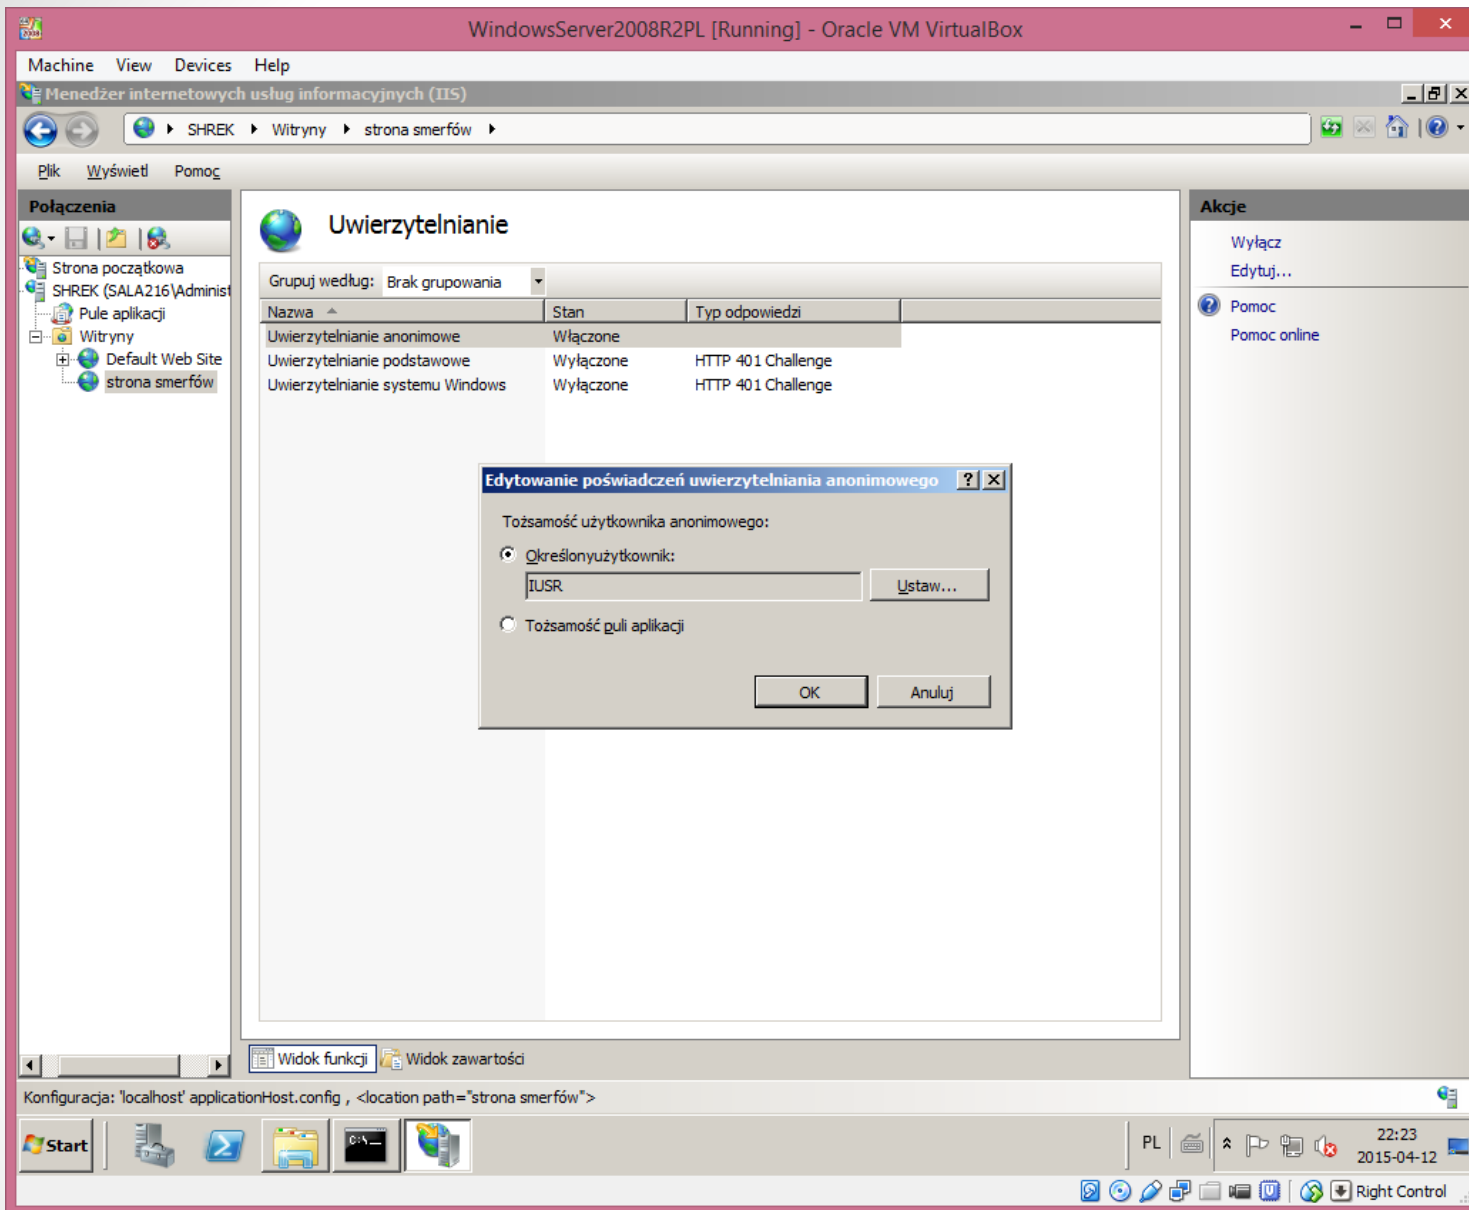 WindowsServer2008R2PL [Running] - Oracle VM VirtualBox
Machine View Devices Help
Menedżer internetowych usług informacyjnych (IIS)
SHREK Witryny strona smerfów
Plik Wyświetl Pomoc
Połączenia
Strona początkowa
SHREK (SALA216\Administ
Pule aplikacji
Witryny
Default Web Site
strona smerfów
Uwierzytelnianie
Grupuj według: Brak grupowania
Nazwa Stan Typ odpowiedzi
Uwierzytelnianie anonimowe Włączone
Uwierzytelnianie podstawowe Wyłączone HTTP 401 Challenge
Uwierzytelnianie systemu Windows Wyłączone HTTP 401 Challenge
Edytowanie poświadczeń uwierzytelniania anonimowego
Tożsamość użytkownika anonimowego:
Określonyużytkownik:
IUSR
Ustaw...
Tożsamość puli aplikacji
OK Anuluj
Akcje
Wyłącz
Edytuj...
Pomoc
Pomoc online
Widok funkcji Widok zawartości
Konfiguracja: 'localhost' applicationHost.config , <location path="strona smerfów">
Start
C:\_
PL
22:23
2015-04-12
Right Control